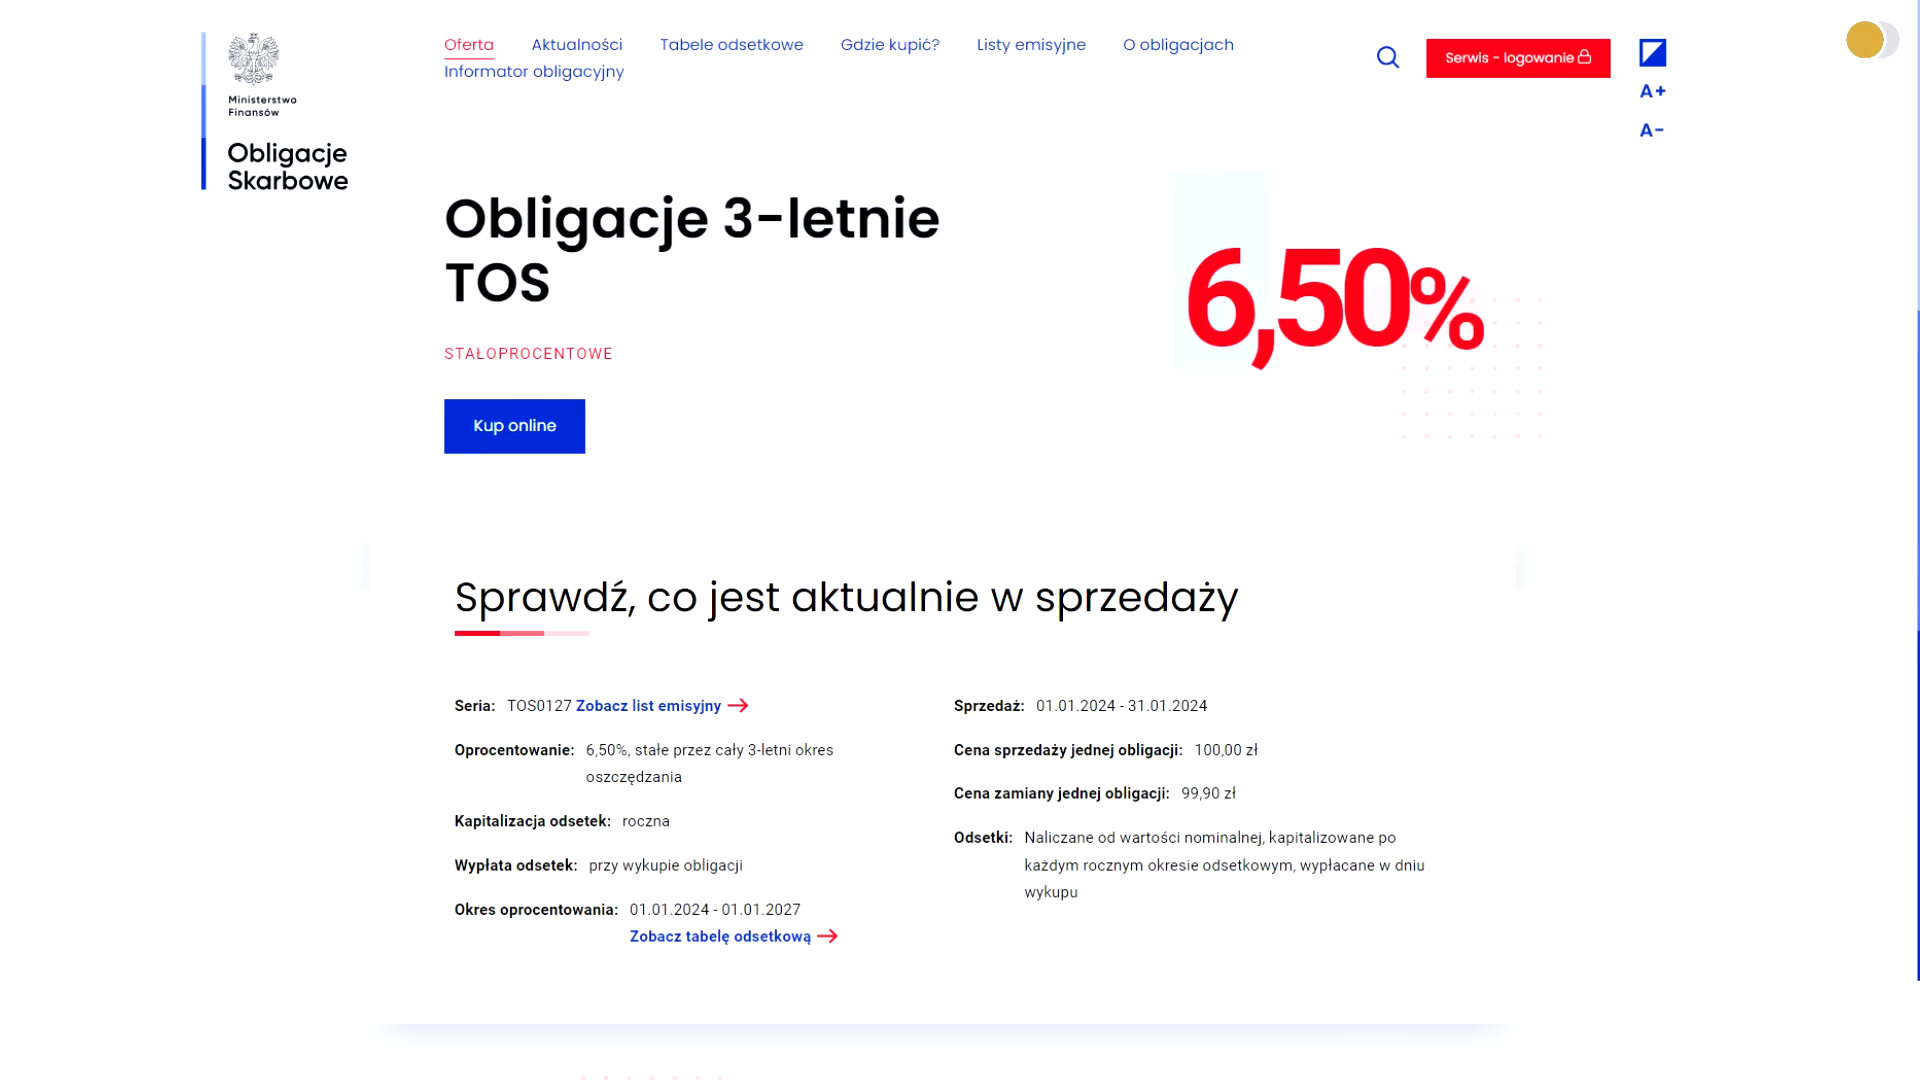 Ministerstwo
Finansów
Obligacje
Skarbowe
Oferta Aktualności Tabele odsetkowe Gdzie kupić? Listy emisyjne O obligacjach
Informator obligacyjny
Serwis - logowanie
A+
A-
Obligacje 3-letnie
TOS
STAŁOPROCENTOWE
Kup online
6,50%
Sprawdź, co jest aktualnie w sprzedaży
Seria: TOS0127 Zobacz list emisyjny
Oprocentowanie: 6,50%, stałe przez cały 3-letni okres
oszczędzania
Kapitalizacja odsetek: roczna
Wypłata odsetek: przy wykupie obligacji
Okres oprocentowania: 01.01.2024 - 01.01.2027
Zobacz tabelę odsetkową
Sprzedaż: 01.01.2024 - 31.01.2024
Cena sprzedaży jednej obligacji: 100,00 zł
Cena zamiany jednej obligacji: 99,90 zł
Odsetki: Naliczane od wartości nominalnej, kapitalizowane po
każdym rocznym okresie odsetkowym, wypłacane w dniu
wykupu